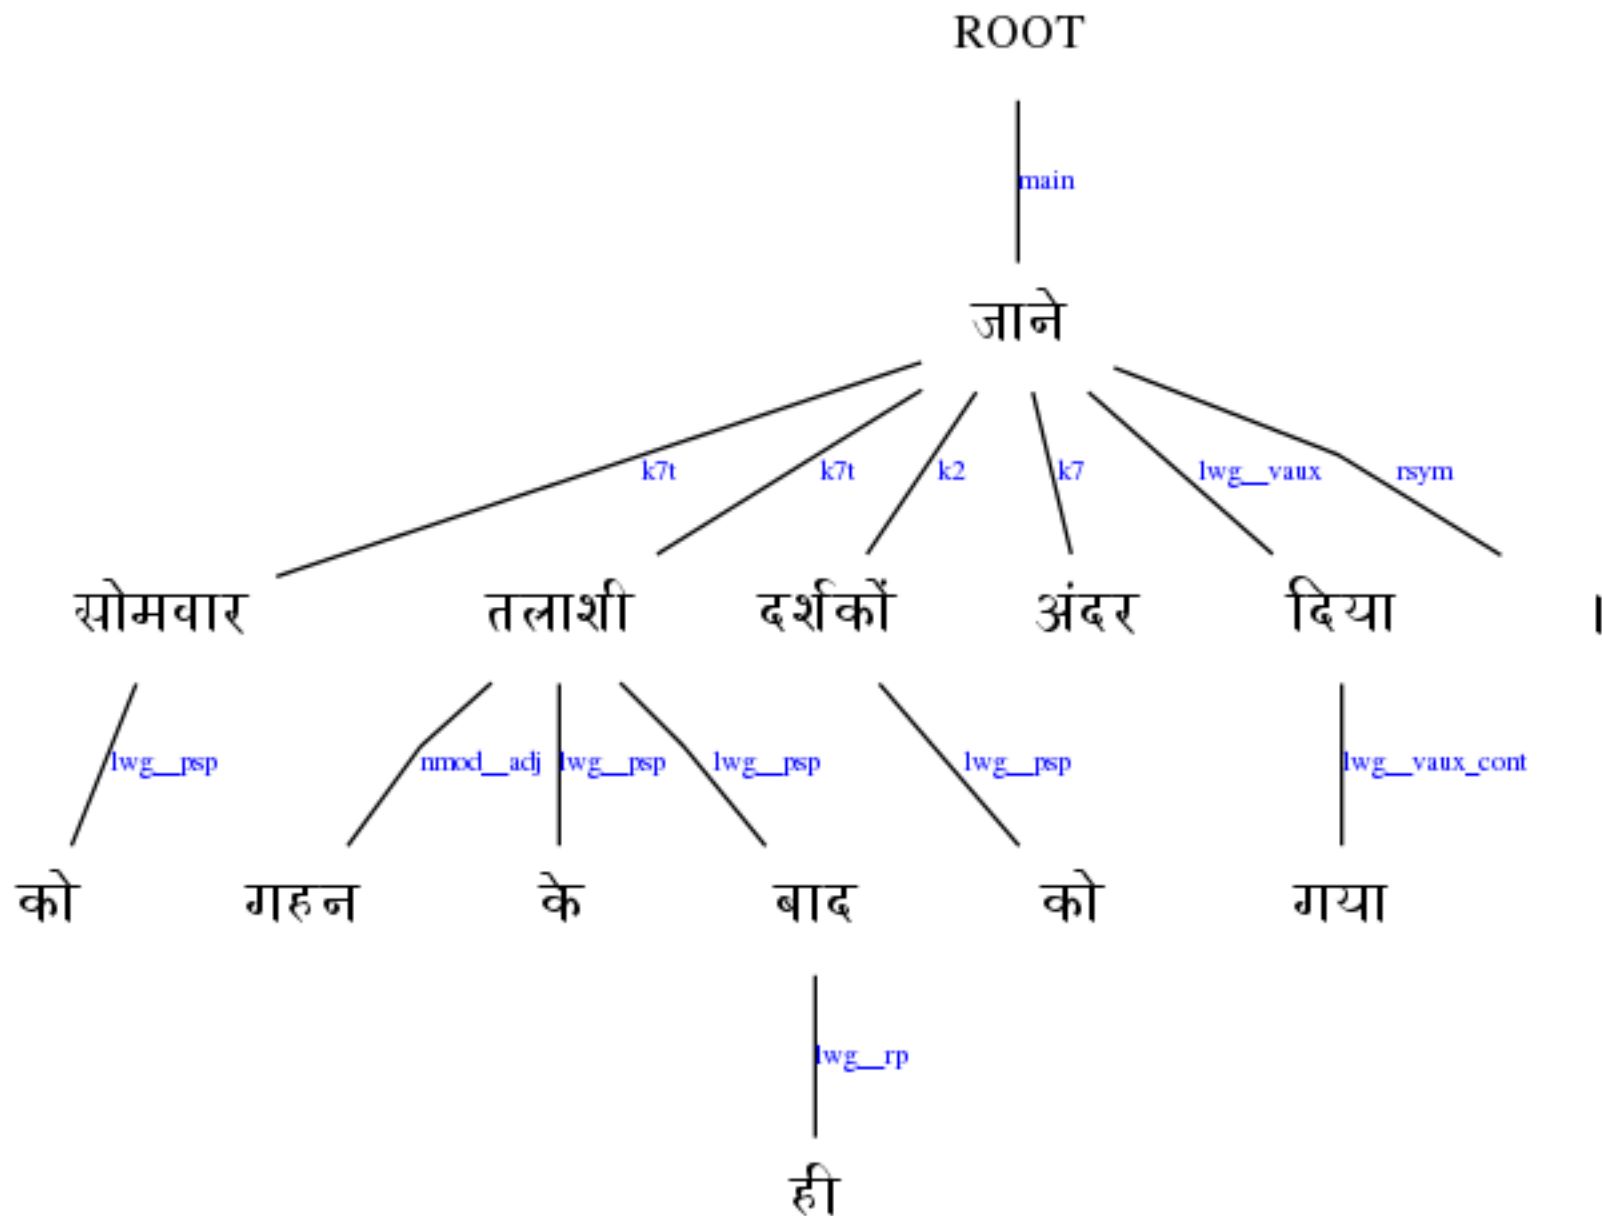 ROOT
main
जाने
k7t k7t k2 k7 lwg__vaux rsym
सोमवार तलाशी दर्शकों अंदर दिया ।
lwg__psp nmod__adj lwg__psp lwg__psp lwg__psp lwg__vaux_cont
को गहन के बाद को गया
lwg__rp
ही